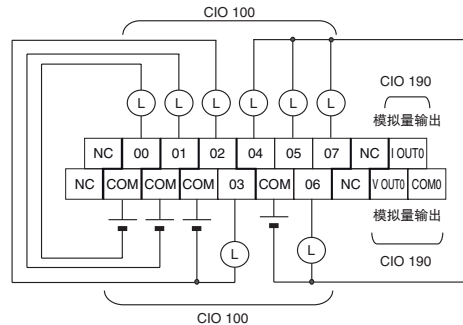 CIO 100
L L L L L L
CIO 190
模拟量输出
NC 00 01 02 04 05 07 NC I OUT0
NC COM COM COM 03 COM 06 NC V OUT0 COM0
模拟量输出
L L
CIO 190
CIO 100